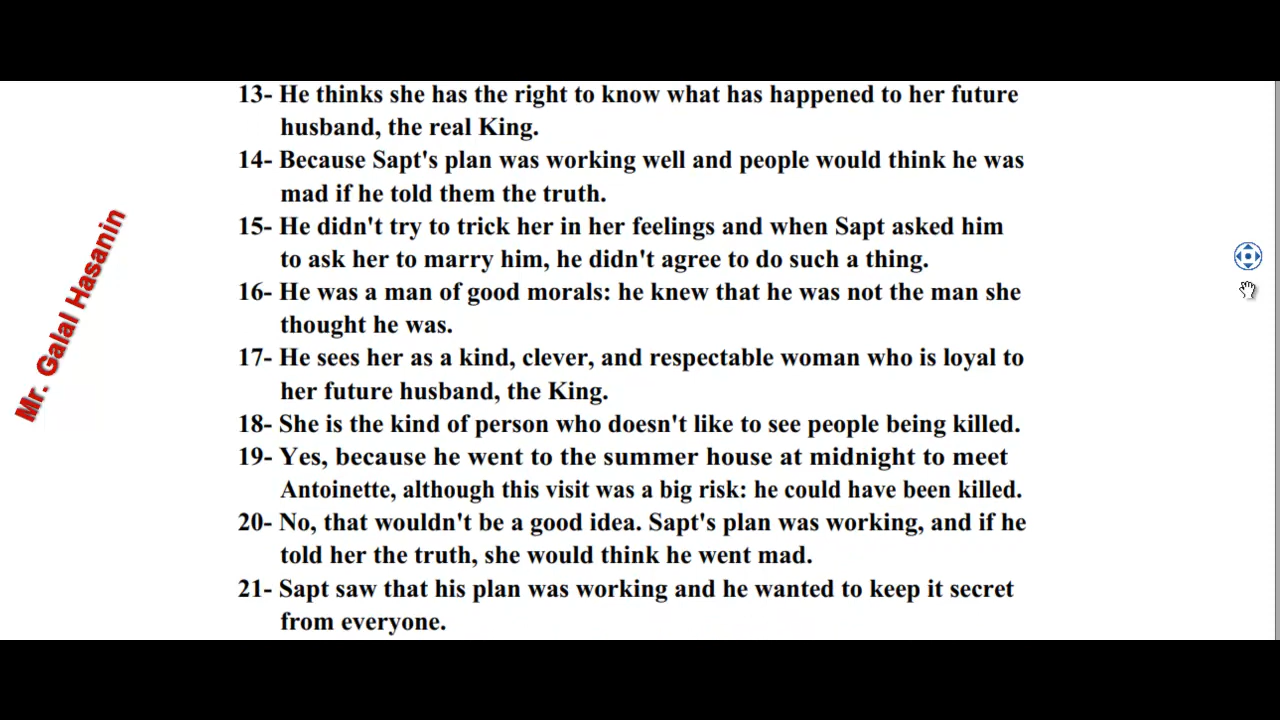 13- He thinks she has the right to know what has happened to her future
husband, the real King.
14- Because Sapt's plan was working well and people would think he was
mad if he told them the truth.
15- He didn't try to trick her in her feelings and when Sapt asked him
to ask her to marry him, he didn't agree to do such a thing.
16- He was a man of good morals: he knew that he was not the man she
thought he was.
17- He sees her as a kind, clever, and respectable woman who is loyal to
her future husband, the King.
18- She is the kind of person who doesn't like to see people being killed.
19- Yes, because he went to the summer house at midnight to meet
Antoinette, although this visit was a big risk: he could have been killed.
20- No, that wouldn't be a good idea. Sapt's plan was working, and if he
told her the truth, she would think he went mad.
21- Sapt saw that his plan was working and he wanted to keep it secret
from everyone.
Mr. Galal Hasanin